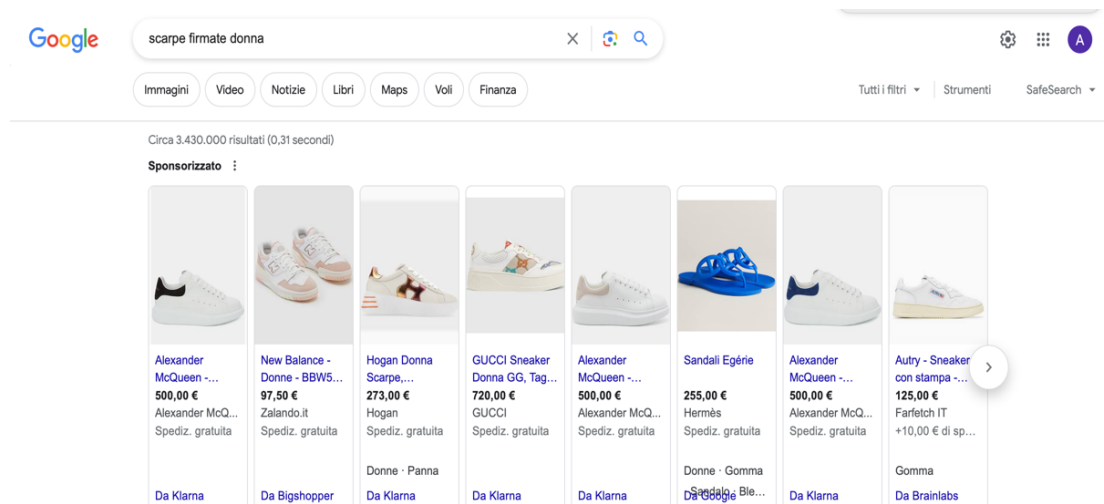 Google
scarpe firmate donna
A
Immagini
Video
Notizie
Libri
Maps
Voli
Finanza
Tutti i filtri
Strumenti
SafeSearch
Circa 3.430.000 risultati (0,31 secondi)
Sponsorizzato
Alexander
McQueen -...
500,00 €
Alexander McQ...
Spediz. gratuita
Da Klarna
New Balance -
Donne - BBW5...
97,50 €
Zalando.it
Spediz. gratuita
Da Bigshopper
Hogan Donna
Scarpe,...
273,00 €
Hogan
Spediz. gratuita
Donne · Panna
Da Klarna
GUCCI Sneaker
Donna GG, Tag...
720,00 €
GUCCI
Spediz. gratuita
Da Klarna
Alexander
McQueen -...
500,00 €
Alexander McQ...
Spediz. gratuita
Da Klarna
Sandali Egérie
255,00 €
Hermès
Spediz. gratuita
Donne · Gomma
Sandalo · Ble...
Da Google
Alexander
McQueen -...
500,00 €
Alexander McQ...
Spediz. gratuita
Da Klarna
Autry - Sneaker
con stampa -...
125,00 €
Farfetch IT
+10,00 € di sp...
Gomma
Da Brainlabs